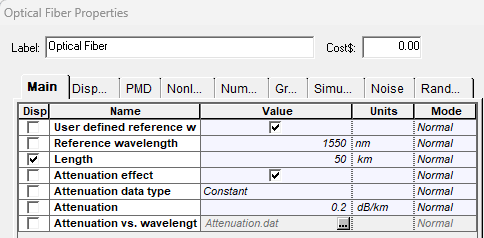 Optical Fiber Properties
Label: Optical Fiber Cost$: 0.00
Main Disp... PMD Nonl... Num... Gr... Simu... Noise Rand...
Disp Name Value Units Mode
User defined reference w Normal
Reference wavelength 1550 nm Normal
Length 50 km Normal
Attenuation effect Normal
Attenuation data type Constant Normal
Attenuation 0.2 dB/km Normal
Attenuation vs. wavelengt Attenuation.dat ... Normal